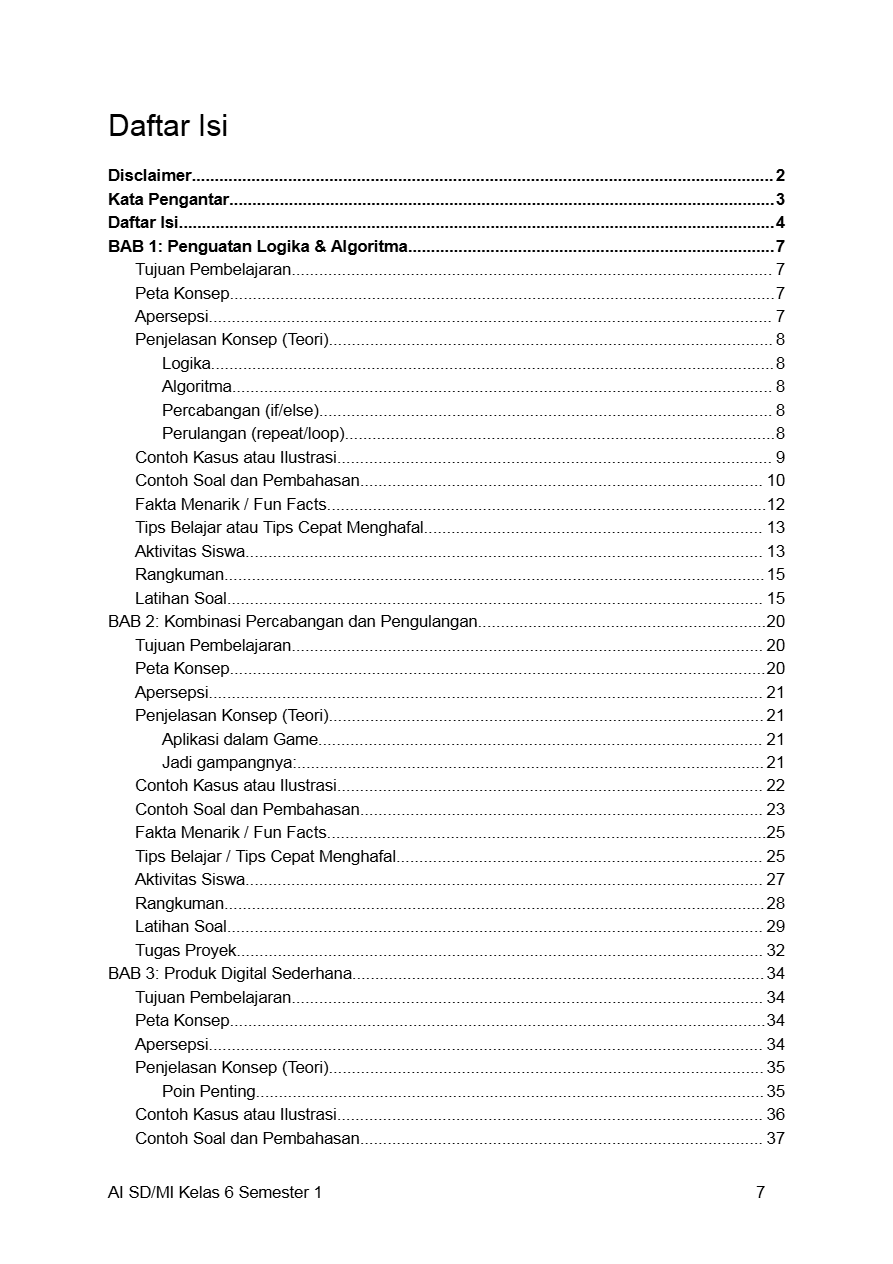 Daftar Isi
Disclaimer 2
Kata Pengantar 3
Daftar Isi 4
BAB 1: Penguatan Logika & Algoritma 7
Tujuan Pembelajaran 7
Peta Konsep 7
Apersepsi 7
Penjelasan Konsep (Teori) 8
Logika 8
Algoritma 8
Percabangan (if/else) 8
Perulangan (repeat/loop) 8
Contoh Kasus atau Ilustrasi 9
Contoh Soal dan Pembahasan 10
Fakta Menarik / Fun Facts 12
Tips Belajar atau Tips Cepat Menghafal 13
Aktivitas Siswa 13
Rangkuman 15
Latihan Soal 15
BAB 2: Kombinasi Percabangan dan Pengulangan 20
Tujuan Pembelajaran 20
Peta Konsep 20
Apersepsi 21
Penjelasan Konsep (Teori) 21
Aplikasi dalam Game 21
Jadi gampangnya: 21
Contoh Kasus atau Ilustrasi 22
Contoh Soal dan Pembahasan 23
Fakta Menarik / Fun Facts 25
Tips Belajar / Tips Cepat Menghafal 25
Aktivitas Siswa 27
Rangkuman 28
Latihan Soal 29
Tugas Proyek 32
BAB 3: Produk Digital Sederhana 34
Tujuan Pembelajaran 34
Peta Konsep 34
Apersepsi 34
Penjelasan Konsep (Teori) 35
Poin Penting 35
Contoh Kasus atau Ilustrasi 36
Contoh Soal dan Pembahasan 37
AI SD/MI Kelas 6 Semester 1 7